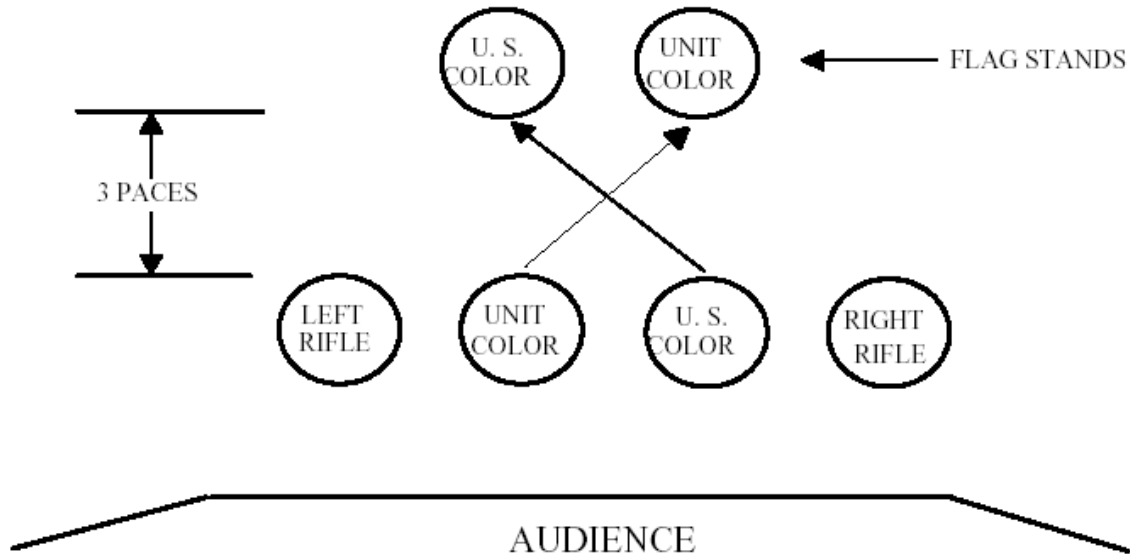 U. S.
COLOR
UNIT
COLOR
FLAG STANDS
3 PACES
LEFT
RIFLE
UNIT
COLOR
U. S.
COLOR
RIGHT
RIFLE
AUDIENCE